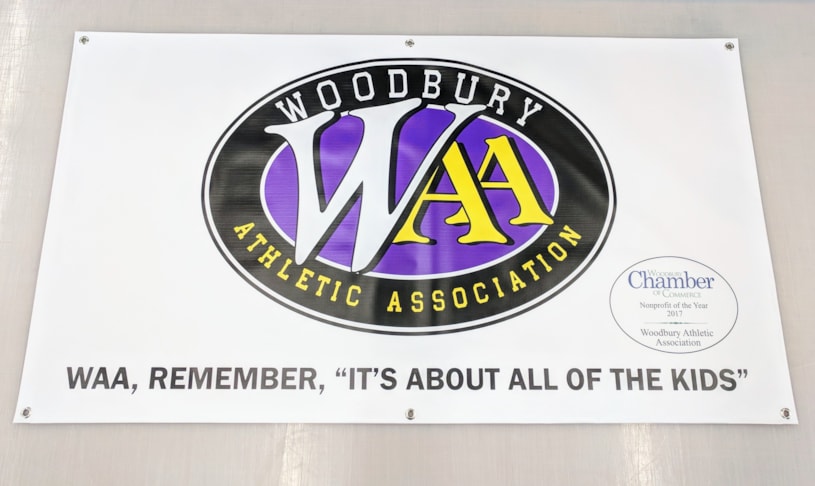 WOODBURY
WAA
ATHLETIC ASSOCIATION
WOODBURY
Chamber
OF COMMERCE
Nonprofit of the Year
2017
Woodbury Athletic
Association
WAA, REMEMBER, “IT’S ABOUT ALL OF THE KIDS”